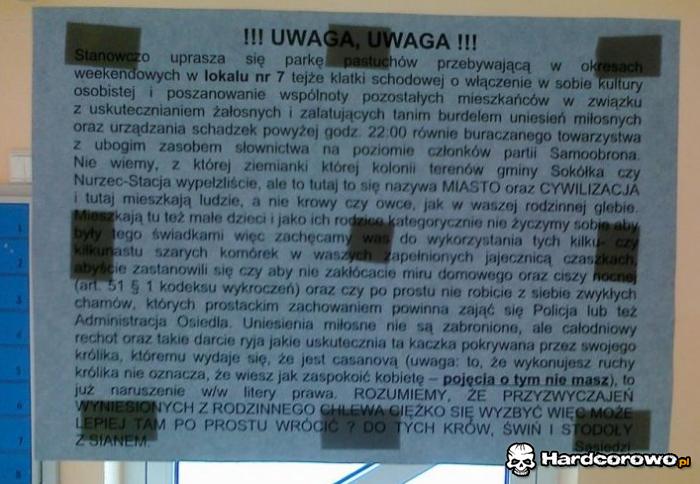 !!! UWAGA, UWAGA !!!
Stanowczo uprasza się parkę pastuchów przebywającą w okresach
weekendowych w lokalu nr 7 tejże klatki schodowej o włączenie w sobie kultury
osobistej i poszanowanie wspólnoty pozostałych mieszkańców w związku
z uskutecznianiem żałosnych i zalatujących tanim burdelem uniesień miłosnych
oraz urządzania schadzek powyżej godz. 22:00 równie buraczanego towarzystwa
z ubogim zasobem słownictwa na poziomie członków partii Samoobrona.
Nie wiemy, z której ziemianki której kolonii terenów gminy Sokółka czy
Nurzec-Stacja wypełzliście, ale to tutaj to się nazywa MIASTO oraz CYWILIZACJA
i tutaj mieszkają ludzie, a nie krowy czy owce, jak w waszej rodzinnej glebie.
Mieszkają tu też małe dzieci i jako ich rodzice kategorycznie nie życzymy sobie aby
były tego świadkami więc zachęcamy was do wykorzystania tych kilku- czy
kilkunastu szarych komórek w waszych zapełnionych jajecznicą czaszkach,
abyście zastanowili się czy aby nie zakłócacie miru domowego oraz ciszy nocnej
(art. 51 § 1 kodeksu wykroczeń) oraz czy po prostu nie robicie z siebie zwykłych
chamów, których prostackim zachowaniem powinna zająć się Policja lub też
Administracja Osiedla. Uniesienia miłosne nie są zabronione, ale całodniowy
rechot oraz takie darcie ryja jakie uskutecznia ta kaczka pokrywana przez swojego
królika, któremu wydaje się, że jest casanovą (uwaga: to, że wykonujesz ruchy
królika nie oznacza, że wiesz jak zaspokoić kobietę – pojęcia o tym nie masz), to
już naruszenie w/w litery prawa. ROZUMIEMY, ŻE PRZYZWYCZAJEŃ
WYNIESIONYCH Z RODZINNEGO CHLEWA CIĘŻKO SIĘ WYZBYĆ WIĘC MOŻE
LEPIEJ TAM PO PROSTU WRÓCIĆ ? DO TYCH KRÓW, ŚWIŃ I STODOŁY
Z SIANEM.
Sąsiedzi.
Hardcorowo.pl